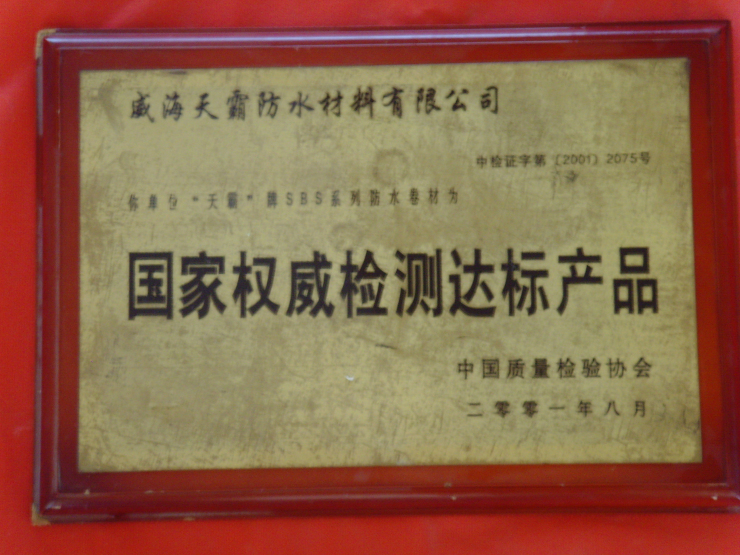 威海天霸防水材料有限公司
中检证字第（2001）2075号
你单位“天霸”牌SBS系列防水卷材为
国家权威检测达标产品
中国质量检验协会
二零零一年八月